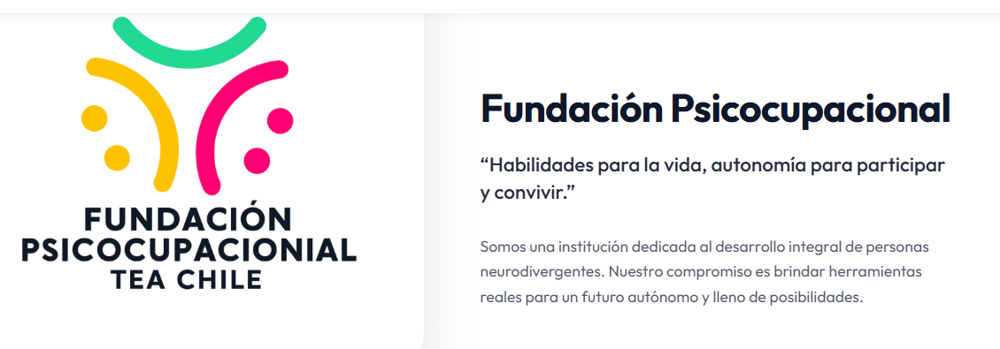 FUNDACIÓN
PSICOCUPACIONIAL
TEA CHILE
Fundación Psicocupacional
“Habilidades para la vida, autonomía para participar
y convivir.”
Somos una institución dedicada al desarrollo integral de personas
neurodivergentes. Nuestro compromiso es brindar herramientas
reales para un futuro autónomo y lleno de posibilidades.